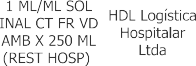 1 ML/ML SOL
INAL CT FR VD
AMB X 250 ML
(REST HOSP)
HDL Logística
Hospitalar
Ltda